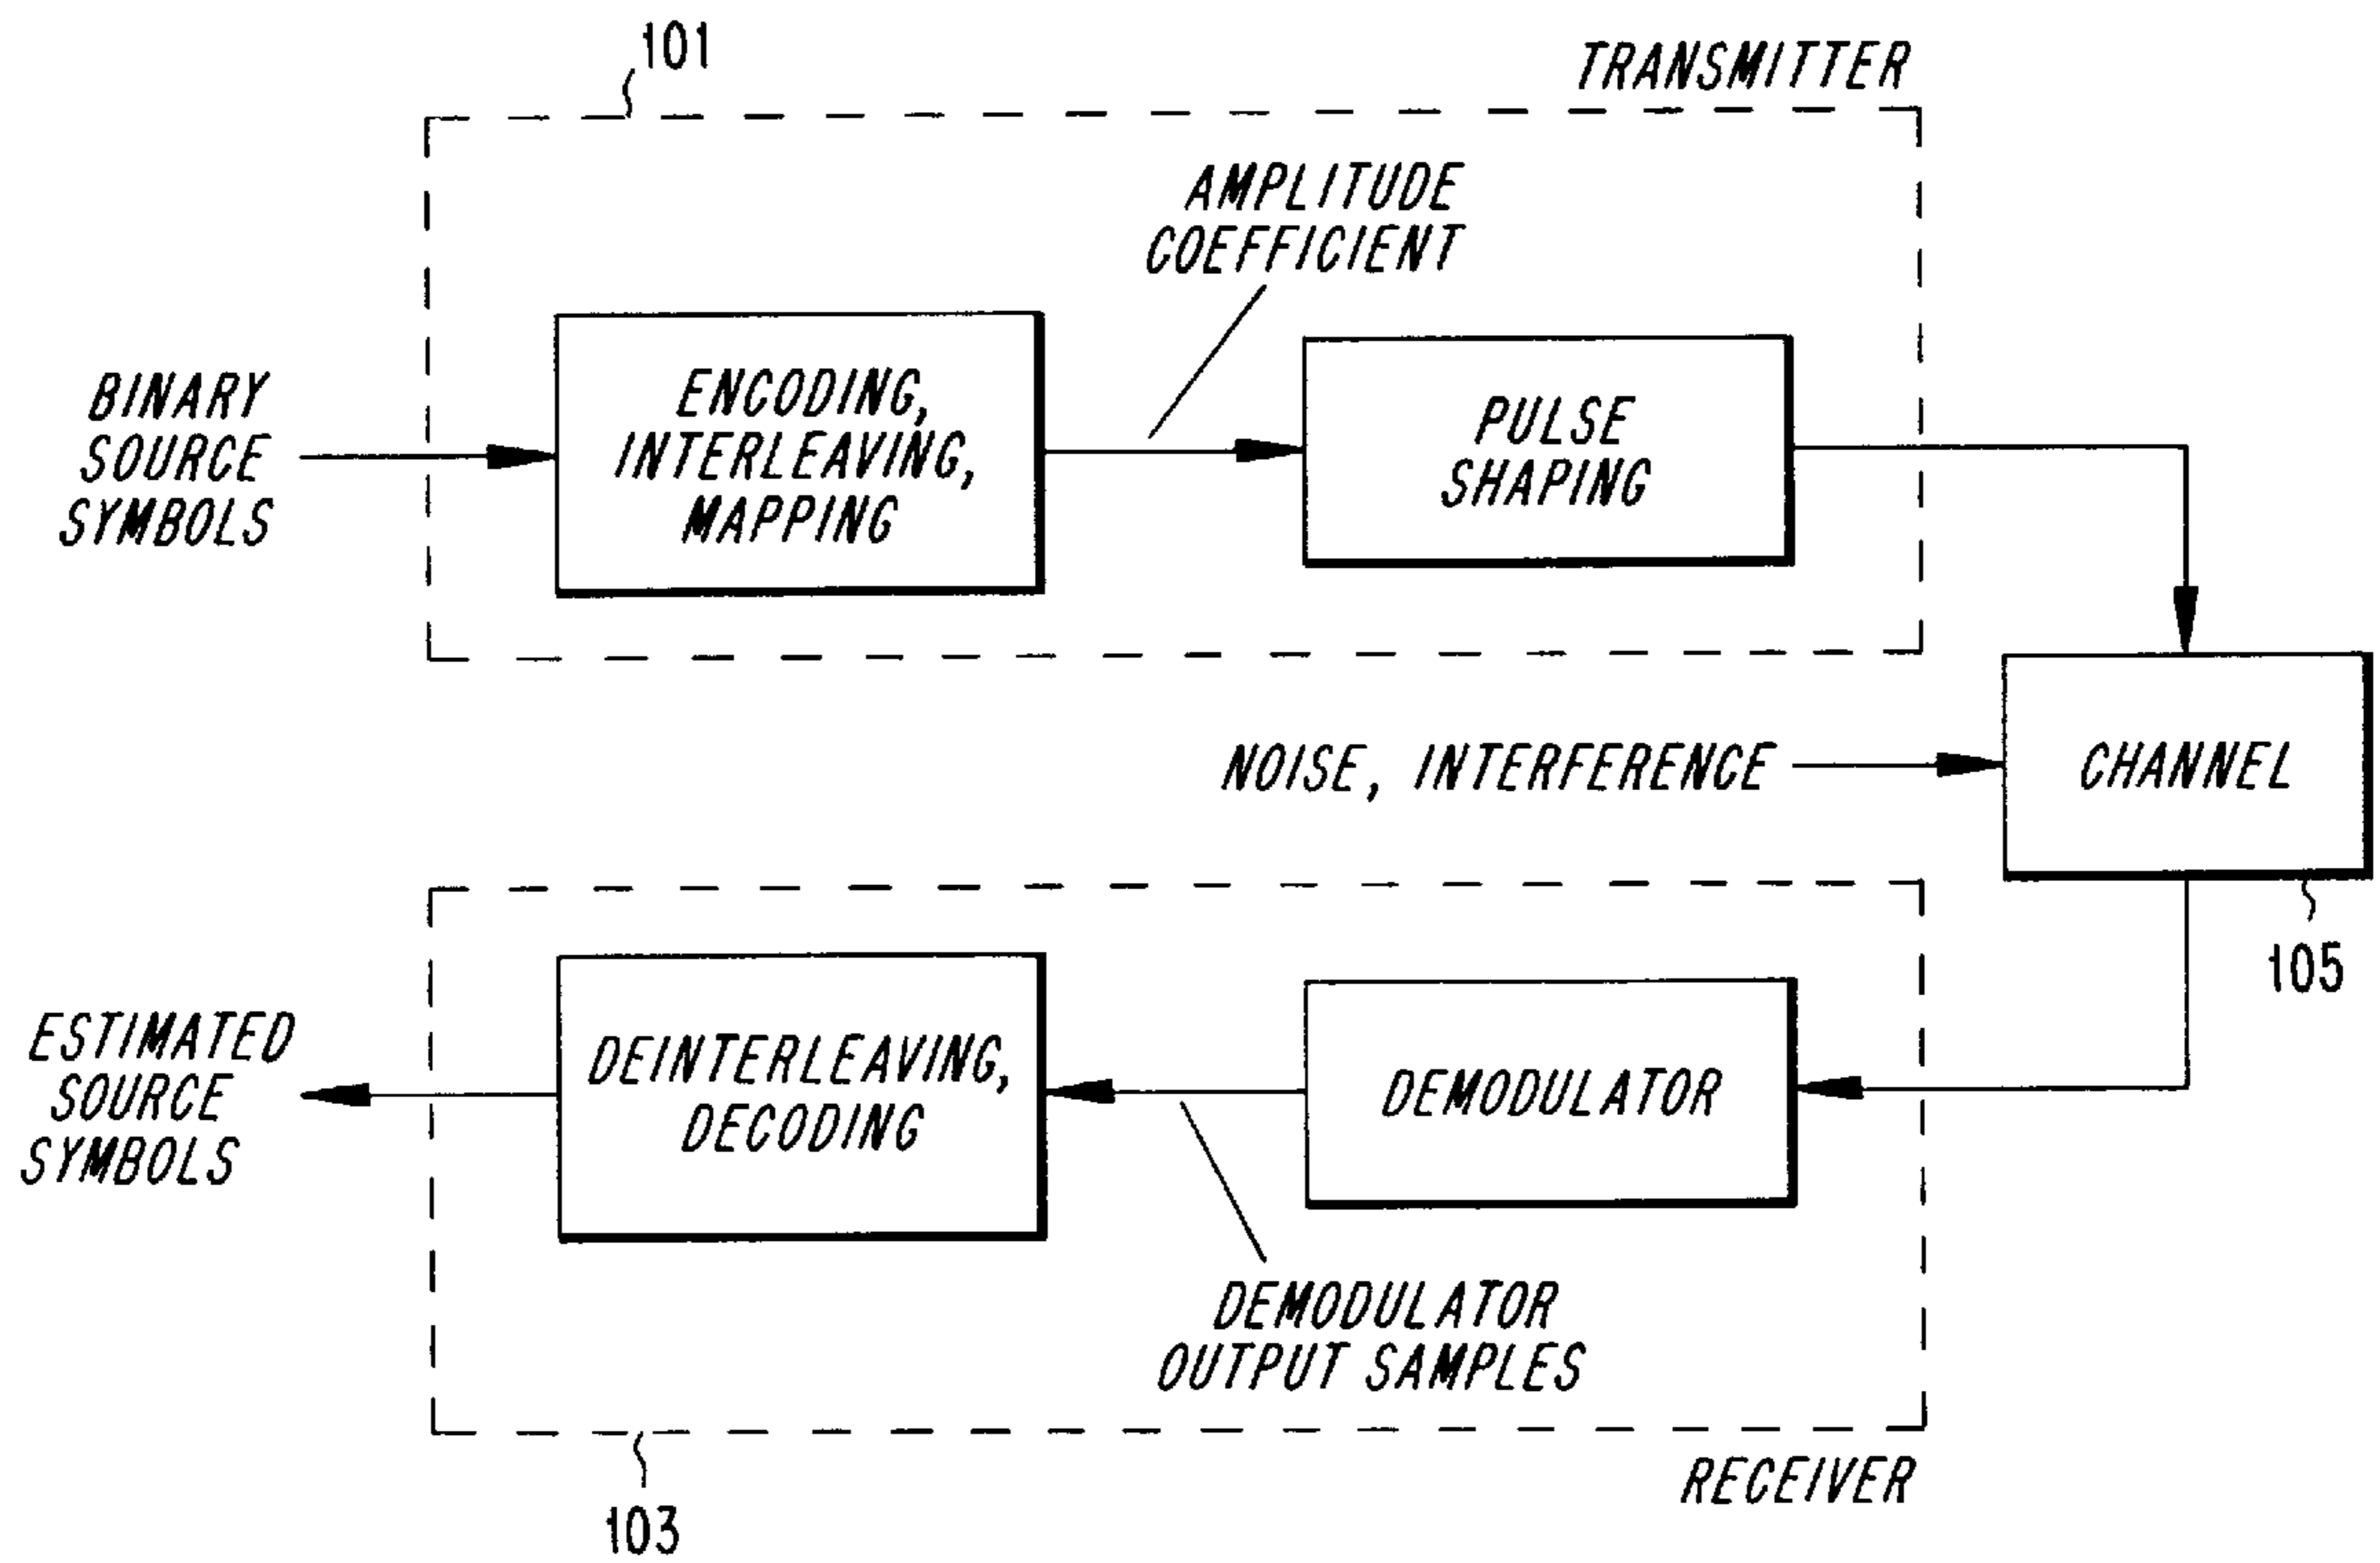 101
TRANSMITTER
AMPLITUDE
COEFFICIENT
BINARY
SOURCE
SYMBOLS
ENCODING,
INTERLEAVING,
MAPPING
PULSE
SHAPING
NOISE, INTERFERENCE
CHANNEL
105
ESTIMATED
SOURCE
SYMBOLS
DEINTERLEAVING,
DECODING
DEMODULATOR
DEMODULATOR
OUTPUT SAMPLES
103
RECEIVER